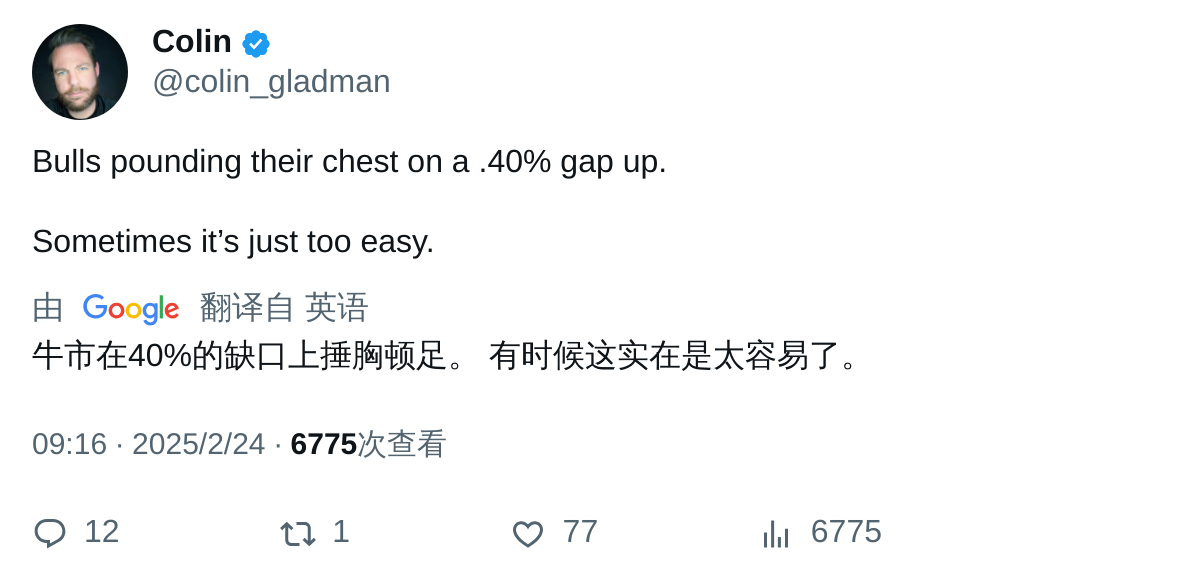 Colin
@colin_gladman
Bulls pounding their chest on a .40% gap up.
Sometimes it’s just too easy.
由 Google 翻译自 英语
牛市在40%的缺口上捶胸顿足。 有时候这实在是太容易了。
09:16 · 2025/2/24 · 6775次查看
12 1 77 6775